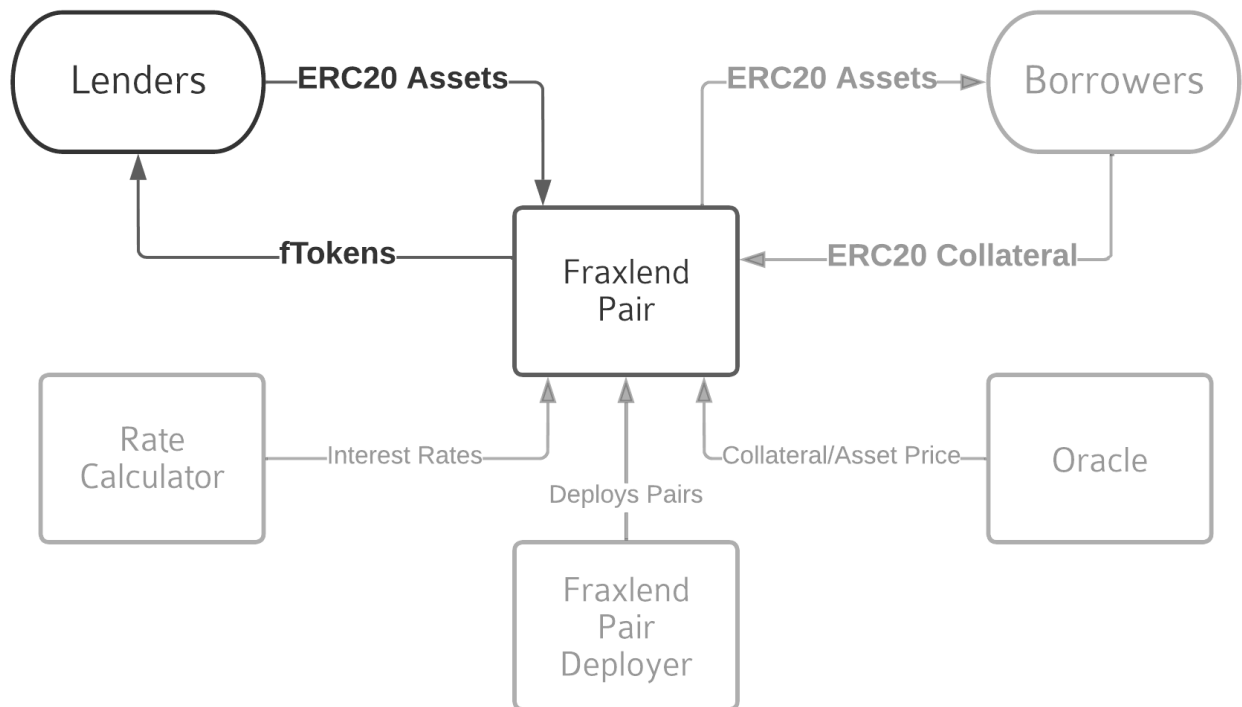 Lenders
ERC20 Assets
ERC20 Assets
Borrowers
fTokens
ERC20 Collateral
Fraxlend
Pair
Rate
Calculator
Interest Rates
Collateral/Asset Price
Oracle
Deploys Pairs
Fraxlend
Pair
Deployer